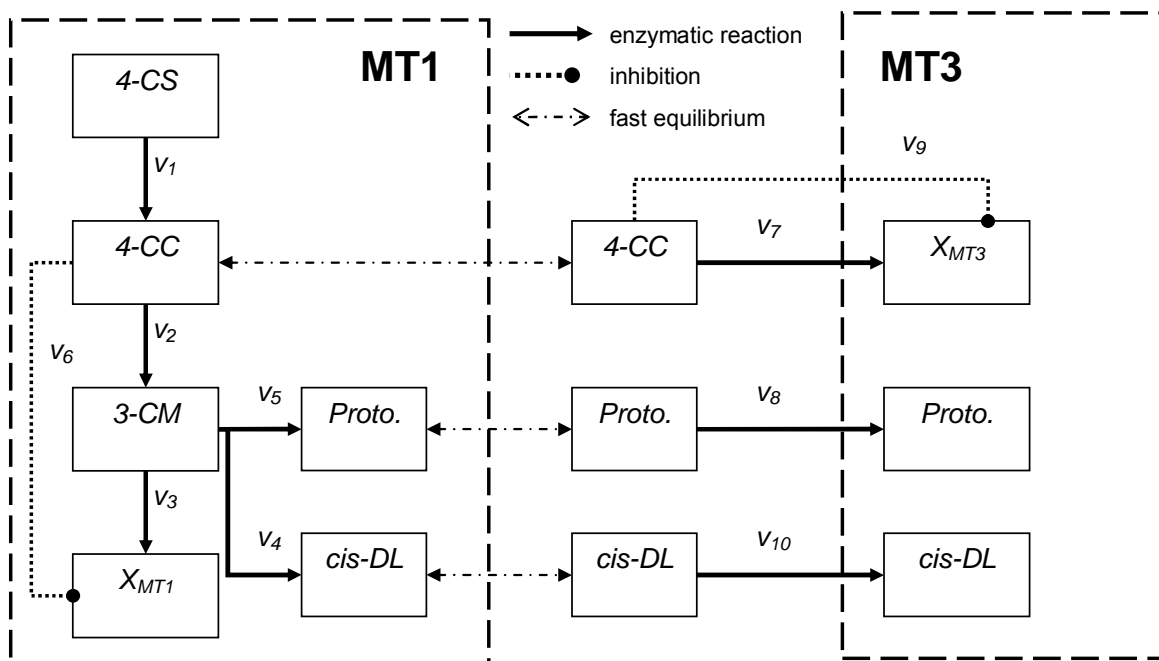 MT1
MT3
enzymatic reaction
inhibition
fast equilibrium
4-CS
v1
4-CC
v2
v6
3-CM
v3
XMT1
v5
Proto.
v4
cis-DL
4-CC
v7
v9
XMT3
Proto.
v8
Proto.
cis-DL
v10
cis-DL